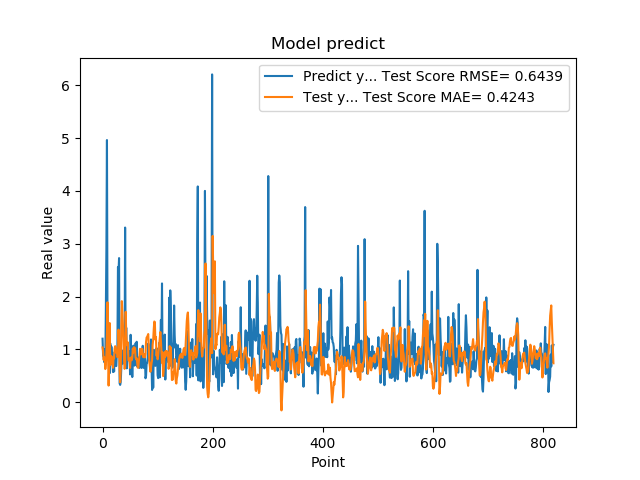 Model predict
Predict y... Test Score RMSE= 0.6439
Test y... Test Score MAE= 0.4243
6
5
4
3
2
1
0
Real value
0 200 400 600 800
Point